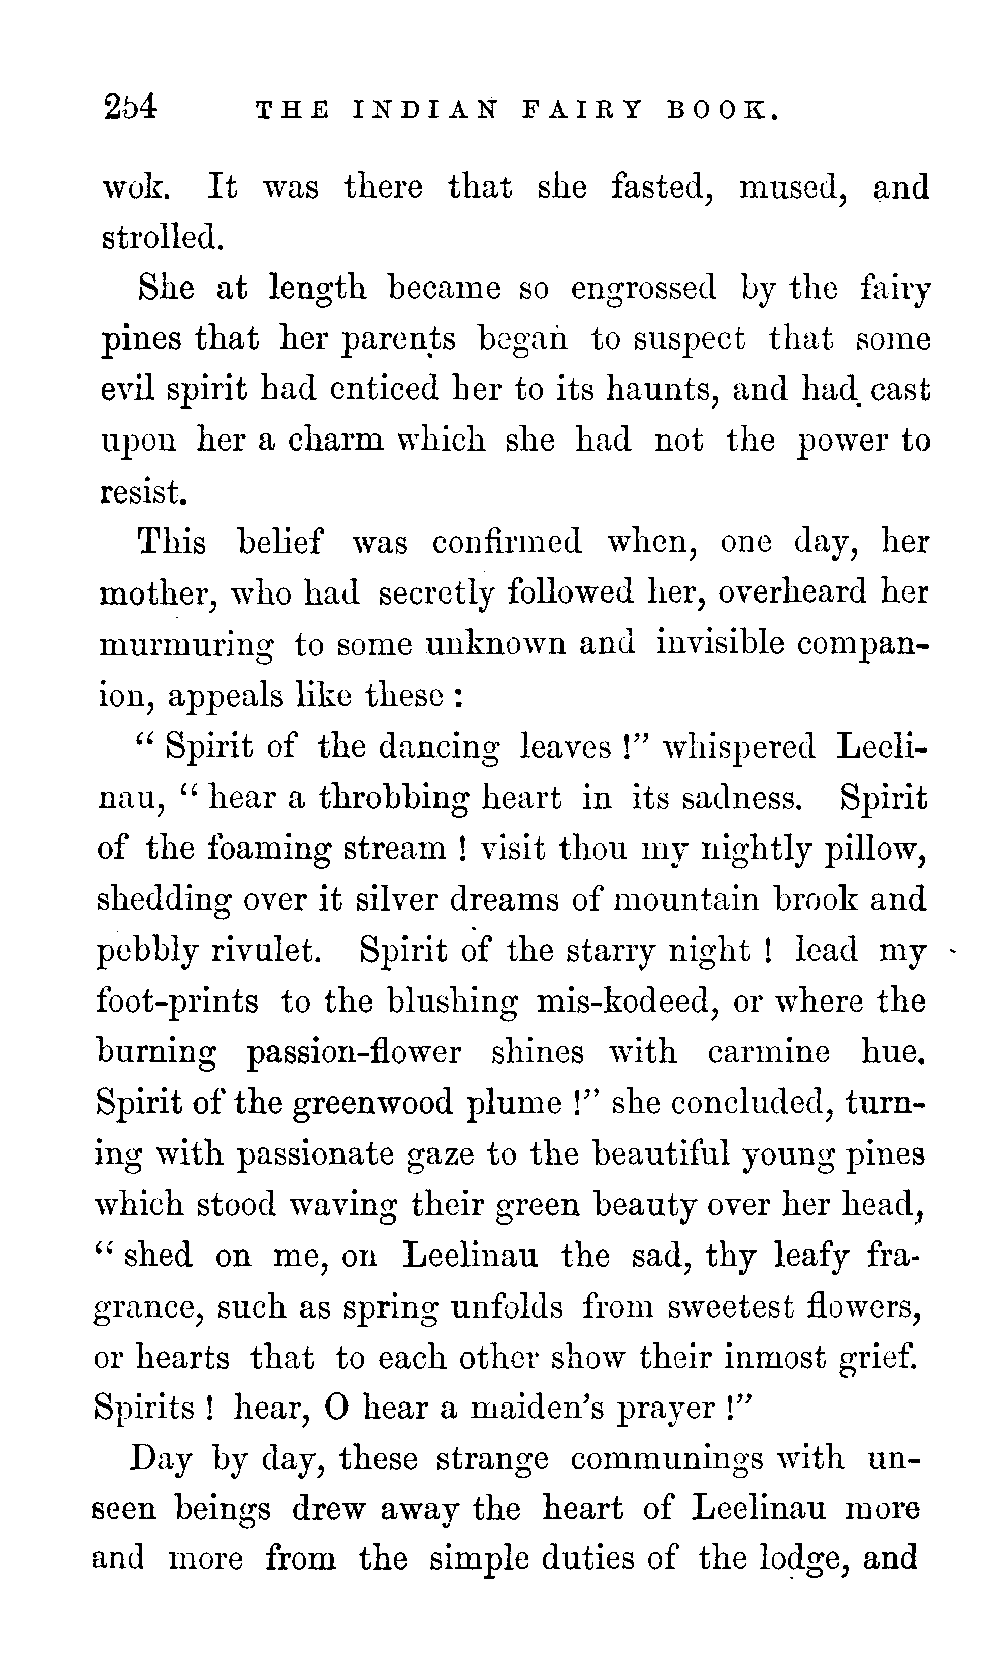 254 THE INDIAN FAIRY BOOK.
wok. It was there that she fasted, mused, and
strolled.
She at length became so engrossed by the fairy
pines that her parents began to suspect that some
evil spirit had enticed her to its haunts, and had cast
upon her a charm which she had not the power to
resist.
This belief was confirmed when, one day, her
mother, who had secretly followed her, overheard her
murmuring to some unknown and invisible compan-
ion, appeals like these :
“ Spirit of the dancing leaves !” whispered Leeli-
nau, “ hear a throbbing heart in its sadness. Spirit
of the foaming stream ! visit thou my nightly pillow,
shedding over it silver dreams of mountain brook and
pebbly rivulet. Spirit of the starry night ! lead my
foot-prints to the blushing mis-kodeed, or where the
burning passion-flower shines with carmine hue.
Spirit of the greenwood plume !” she concluded, turn-
ing with passionate gaze to the beautiful young pines
which stood waving their green beauty over her head,
“ shed on me, on Leelinau the sad, thy leafy fra-
grance, such as spring unfolds from sweetest flowers,
or hearts that to each other show their inmost grief.
Spirits ! hear, O hear a maiden’s prayer !”
Day by day, these strange communings with un-
seen beings drew away the heart of Leelinau more
and more from the simple duties of the lodge, and